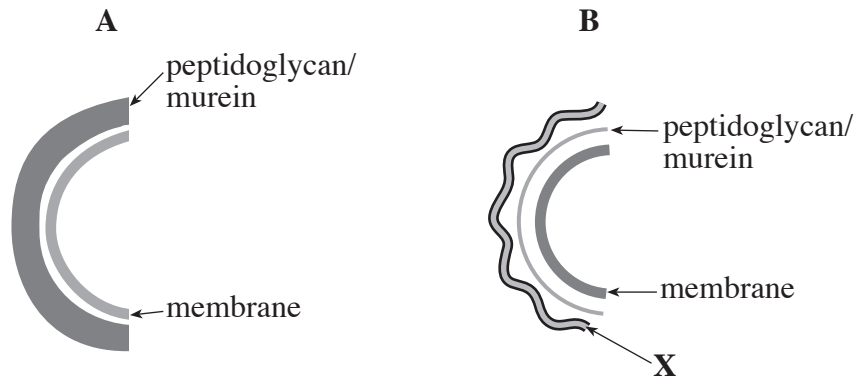 A
peptidoglycan/
murein
membrane
B
peptidoglycan/
murein
membrane
X